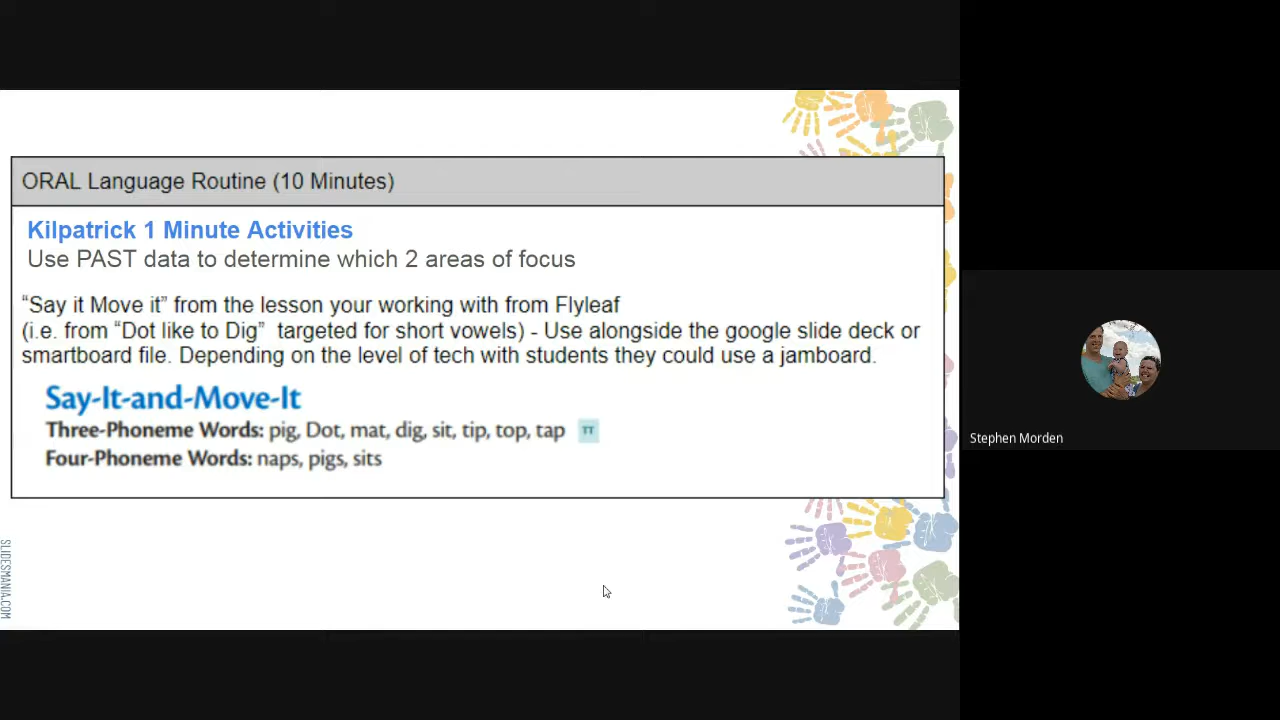 ORAL Language Routine (10 Minutes)
Kilpatrick 1 Minute Activities
Use PAST data to determine which 2 areas of focus
“Say it Move it” from the lesson your working with from Flyleaf
(i.e. from “Dot like to Dig”  targeted for short vowels) - Use alongside the google slide deck or
smartboard file. Depending on the level of tech with students they could use a jamboard.
Say-It-and-Move-It
Three-Phoneme Words: pig, Dot, mat, dig, sit, tip, top, tap TT
Four-Phoneme Words: naps, pigs, sits
SLIDESMANIA.COM
Stephen Morden